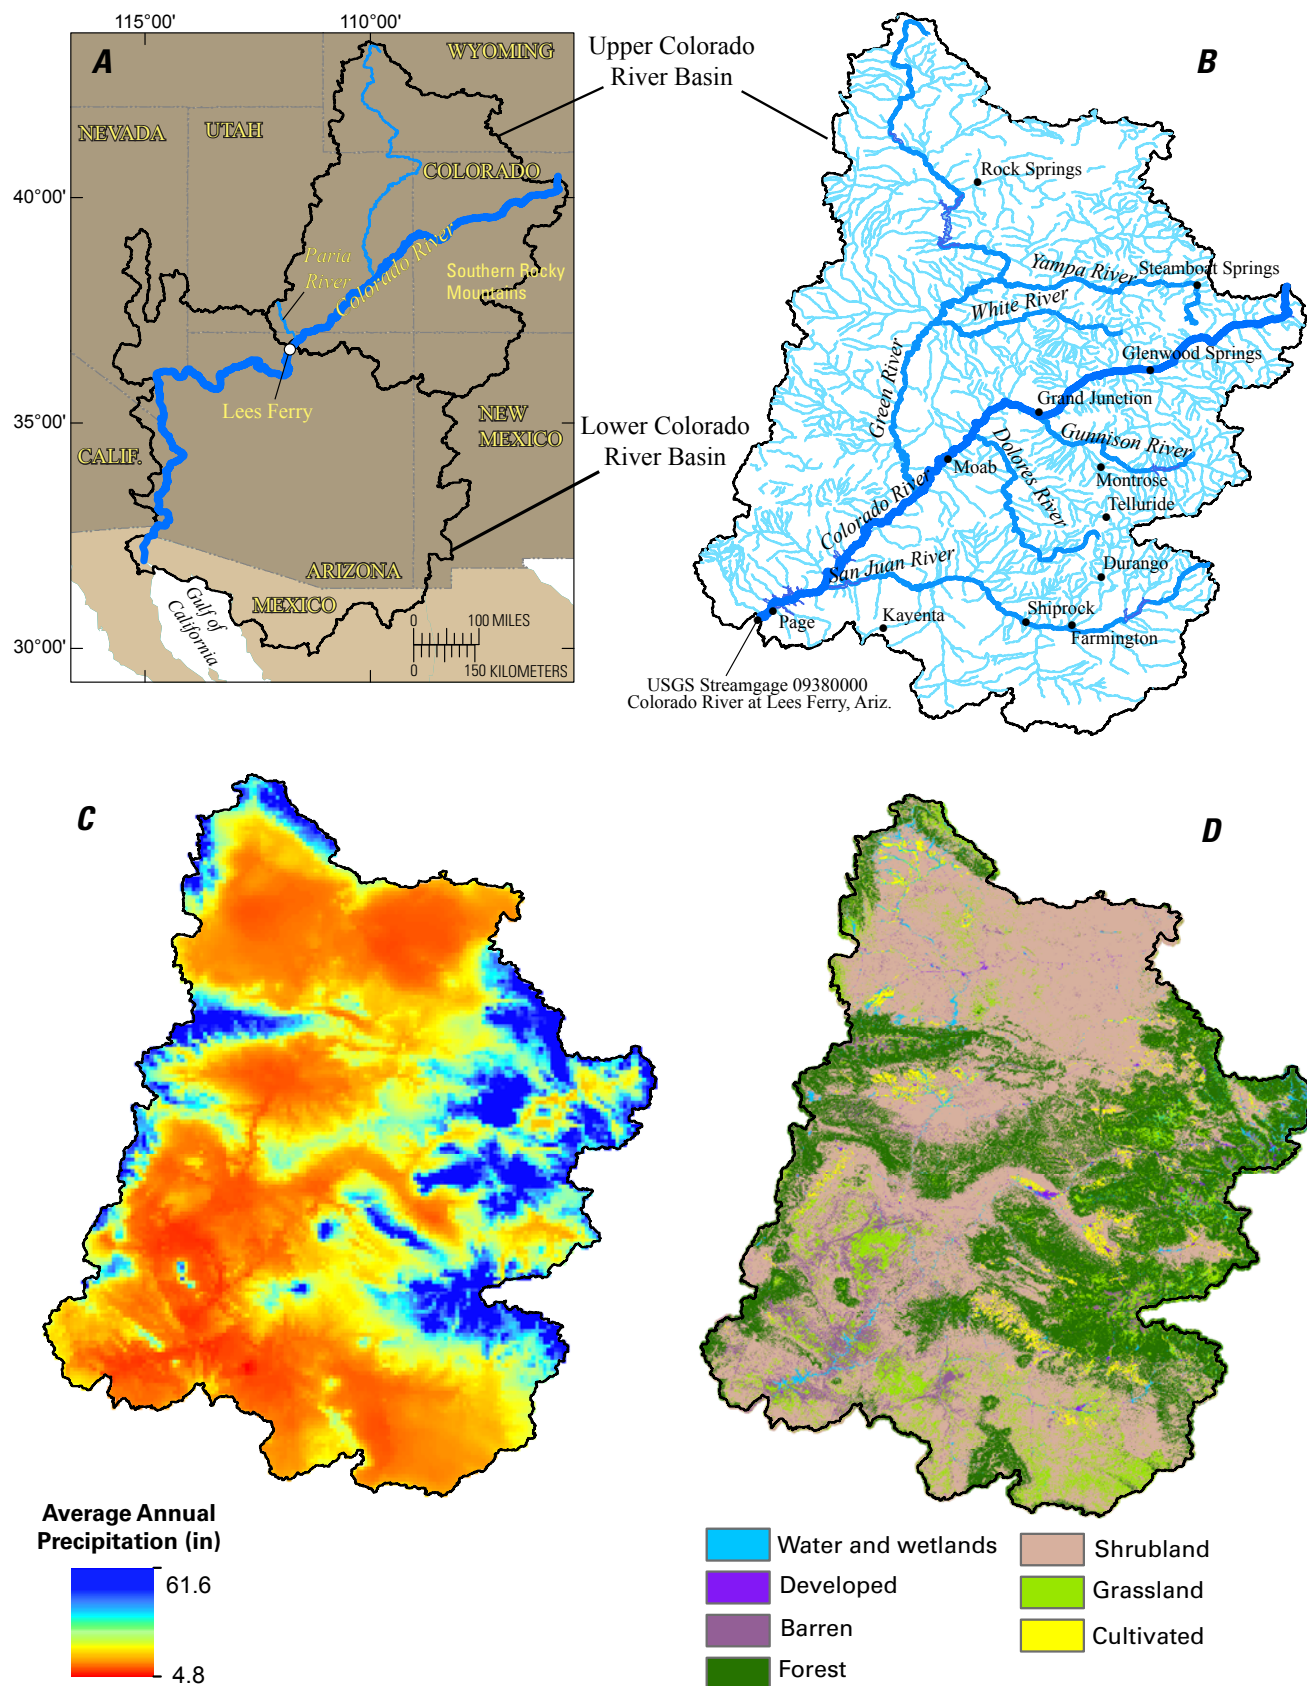 115°00'
110°00'
A
WYOMING
Upper Colorado
River Basin
B
NEVADA
UTAH
COLORADO
40°00'
Paria
River
Colorado River
Southern Rocky
Mountains
Lees Ferry
NEW
MEXICO
35°00'
CALIF.
Lower Colorado
River Basin
ARIZONA
MEXICO
Gulf of
California
0 100 MILES
0 150 KILOMETERS
30°00'
Rock Springs
Yampa River
Steamboat Springs
White River
Green River
Glenwood Springs
Grand Junction
Gunnison River
Moab
Dolores River
Montrose
Telluride
Colorado River
San Juan River
Durango
Page
Kayenta
Shiprock
Farmington
USGS Streamgage 09380000
Colorado River at Lees Ferry, Ariz.
C
D
Average Annual
Precipitation (in)
61.6
4.8
Water and wetlands
Developed
Barren
Forest
Shrubland
Grassland
Cultivated